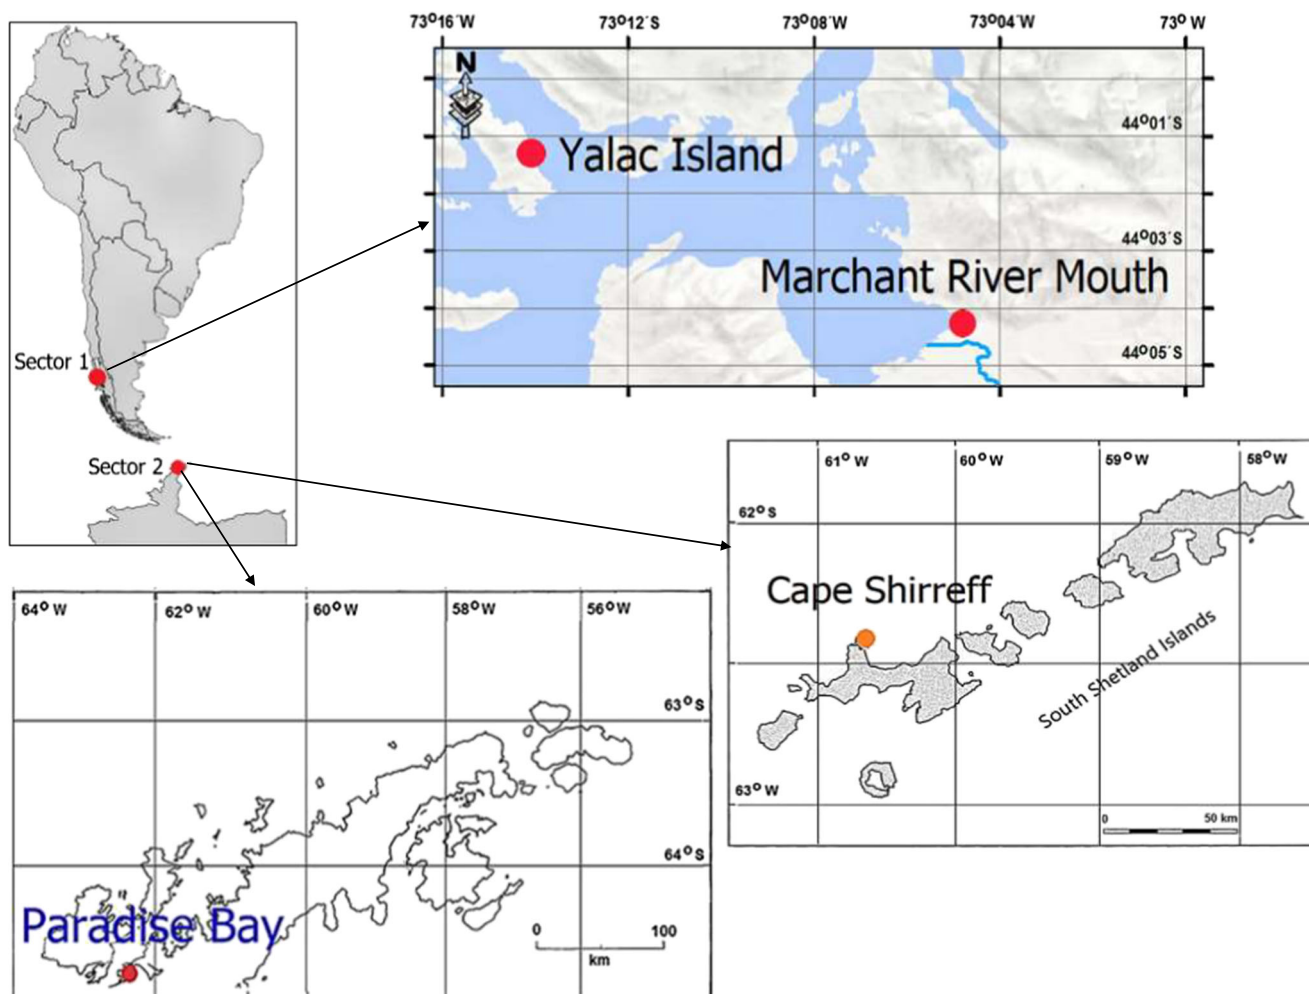 Sector 1
Sector 2
73°16´W
73°12´S
73°08´W
73°04´W
73°W
N
Yalac Island
44°01´S
44°03´S
Marchant River Mouth
44°05´S
61°W
60°W
59°W
58°W
62°S
Cape Shirreff
South Shetland Islands
63°W
0
50 km
64°W
62°W
60°W
58°W
56°W
63°S
64°S
Paradise Bay
0
100
km